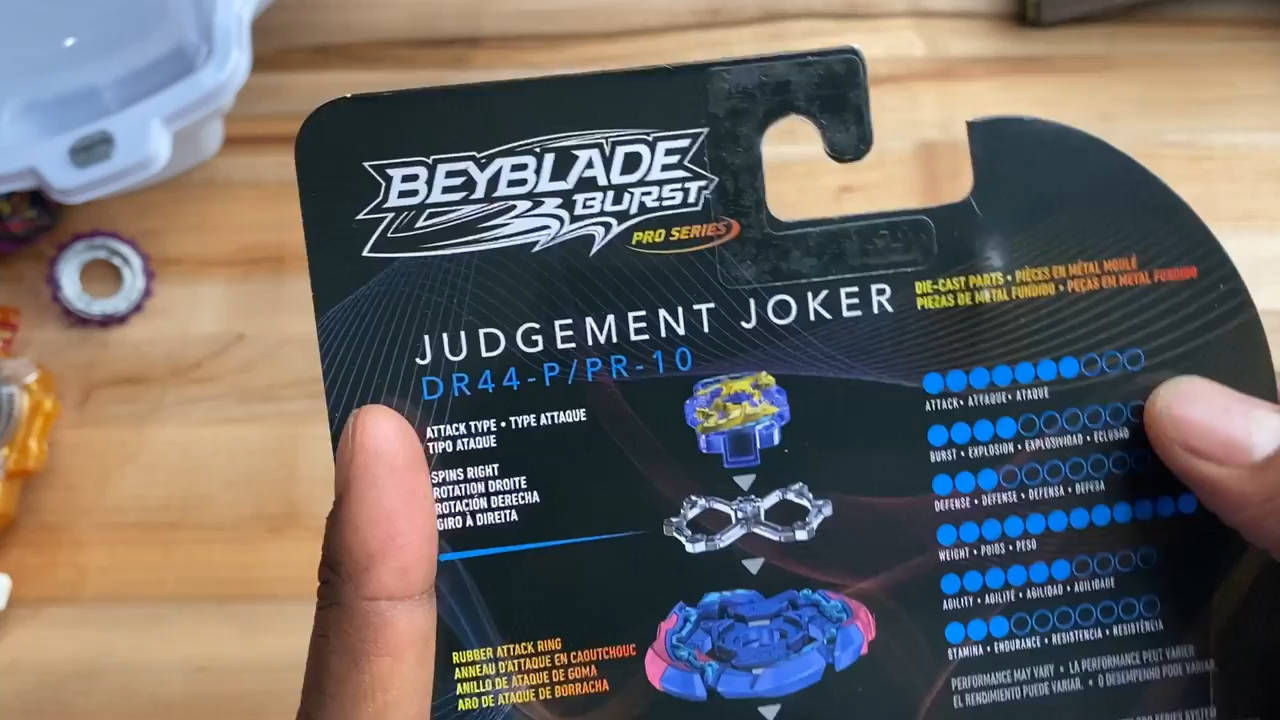 BEYBLADE
BURST
PRO SERIES
JUDGEMENT JOKER
DR44-P/PR-10
DIE-CAST PARTS • PIÈCES EN MÉTAL MOULÉ
PIEZAS DE METAL FUNDIDO • PEÇAS EM METAL FUNDIDO
ATTACK TYPE • TYPE ATTAQUE
TIPO ATAQUE
SPINS RIGHT
ROTATION DROITE
ROTACIÓN DERECHA
GIRO À DIREITA
RUBBER ATTACK RING
ANNEAU D'ATTAQUE EN CAOUTCHOUC
ANILLO DE ATAQUE DE GOMA
ARO DE ATAQUE DE BORRACHA
ATTACK • ATTAQUE • ATAQUE
BURST • EXPLOSION • EXPLOSIVIDAD • ECLUSÃO
DEFENSE • DÉFENSE • DEFENSA • DEFESA
WEIGHT • POIDS • PESO
AGILITY • AGILITÉ • AGILIDAD • AGILIDADE
STAMINA • ENDURANCE • RESISTENCIA • RESISTÊNCIA
PERFORMANCE MAY VARY • LA PERFORMANCE PEUT VARIER
EL RENDIMIENTO PUEDE VARIAR. • O DESEMPENHO PODE VARIAR.
PRO SERIES SYSTEM